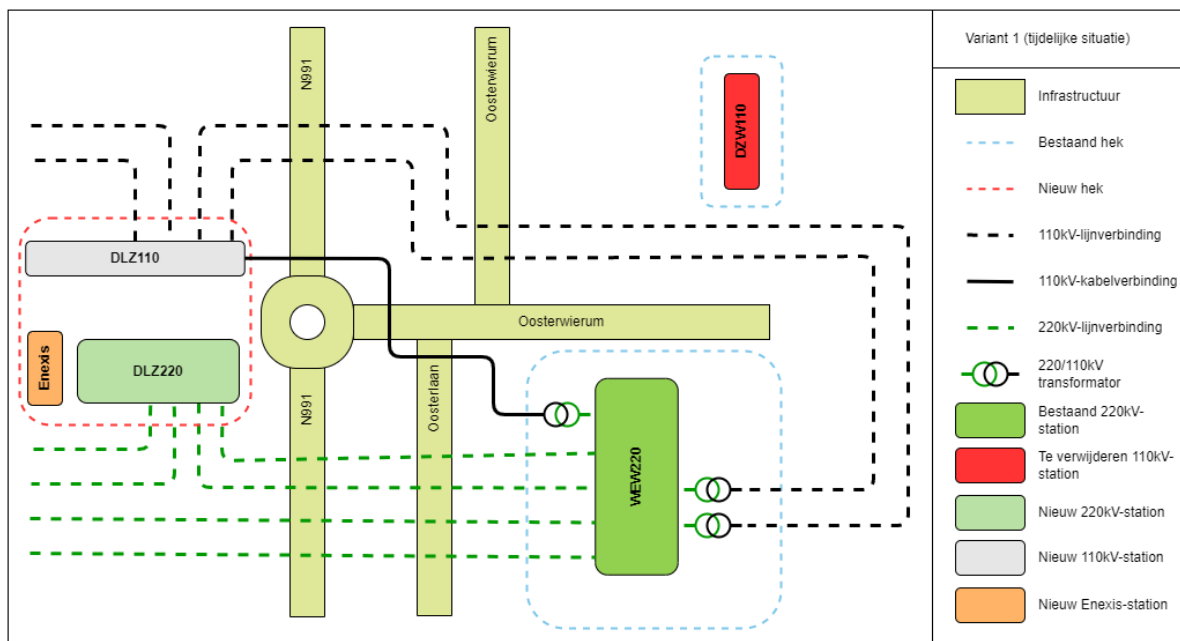 N991
Oosterwierum
DZW110
DLZ110
Oosterwierum
Enexis
DLZ220
N991
Oosterlaan
WEW220
Variant 1 (tijdelijke situatie)
Infrastructuur
Bestaand hek
Nieuw hek
110kV-lijnverbinding
110kV-kabelverbinding
220kV-lijnverbinding
220/110kV
transformator
Bestaand 220kV-
station
Te verwijderen 110kV-
station
Nieuw 220kV-station
Nieuw 110kV-station
Nieuw Enexis-station